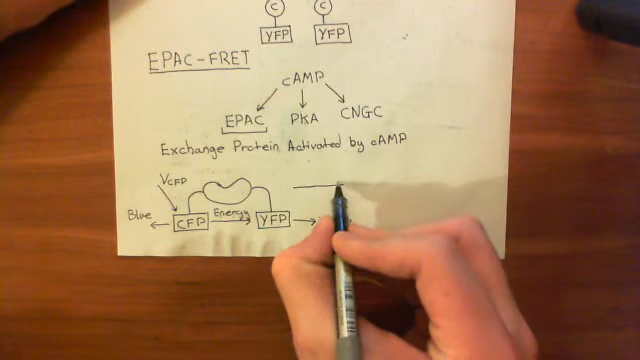 C C
YFP YFP
EPAC-FRET
cAMP
EPAC PKA CNGC
Exchange Protein Activated by cAMP
VCFP
Blue CFP Energy YFP